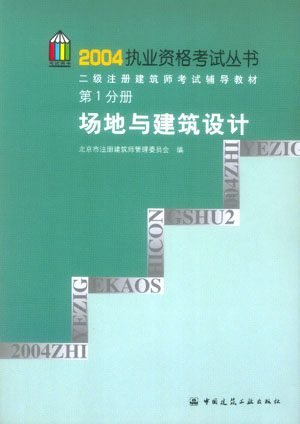 2004执业资格考试丛书
二级注册建筑师考试辅导教材
第1分册
场地与建筑设计
北京市注册建筑师管理委员会 编
2004ZHI
YEZIG
EKAOS
HICON
GSHU2
004ZHI
YEZIG
中国建筑工业出版社